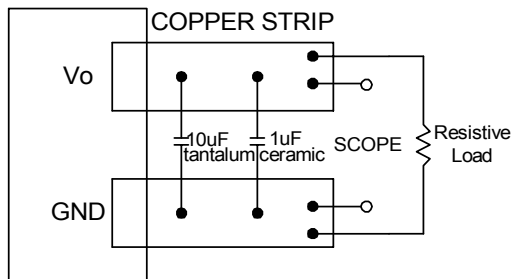 COPPER STRIP
Vo
10uF 1uF
tantalum ceramic
SCOPE
Resistive
Load
GND